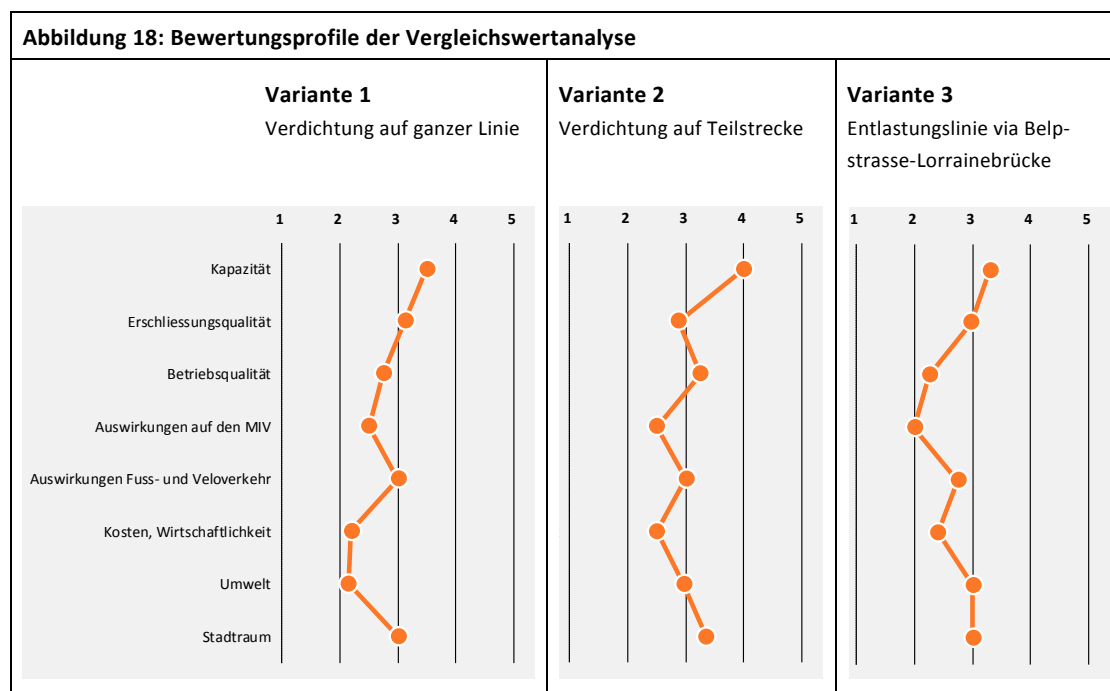 Abbildung 18: Bewertungsprofile der Vergleichswertanalyse
Variante 1
Verdichtung auf ganzer Linie
Variante 2
Verdichtung auf Teilstrecke
Variante 3
Entlastungslinie via Belp-
strasse-Lorrainebrücke
1 2 3 4 5
1 2 3 4 5
1 2 3 4 5
Kapazität
Erschliessungsqualität
Betriebsqualität
Auswirkungen auf den MIV
Auswirkungen Fuss- und Veloverkehr
Kosten, Wirtschaftlichkeit
Umwelt
Stadtraum